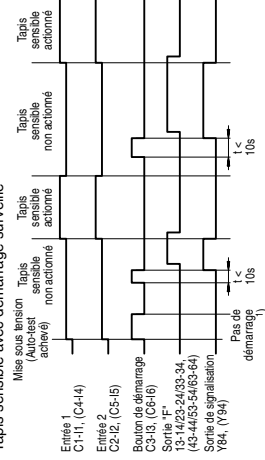 Tapis sensible avec démarrage surveillé
Mise sous tension
(Auto-test
achevé)
Tapis
sensible
non actionné
Tapis
sensible
actionné
Tapis
sensible
non actionné
Tapis
sensible
actionné
Entrée 1
C1-I1, (C4-I4)
Entrée 2
C2-I2, (C5-I5)
Bouton de démarrage
C3-I3, (C6-I6)
Sortie "F"
13-14/23-24/33-34,
(43-44/53-54/63-64)
Sortie de signalisation
Y84, (Y94)
Pas de
démarrage
1)
t <
10s
t <
10s